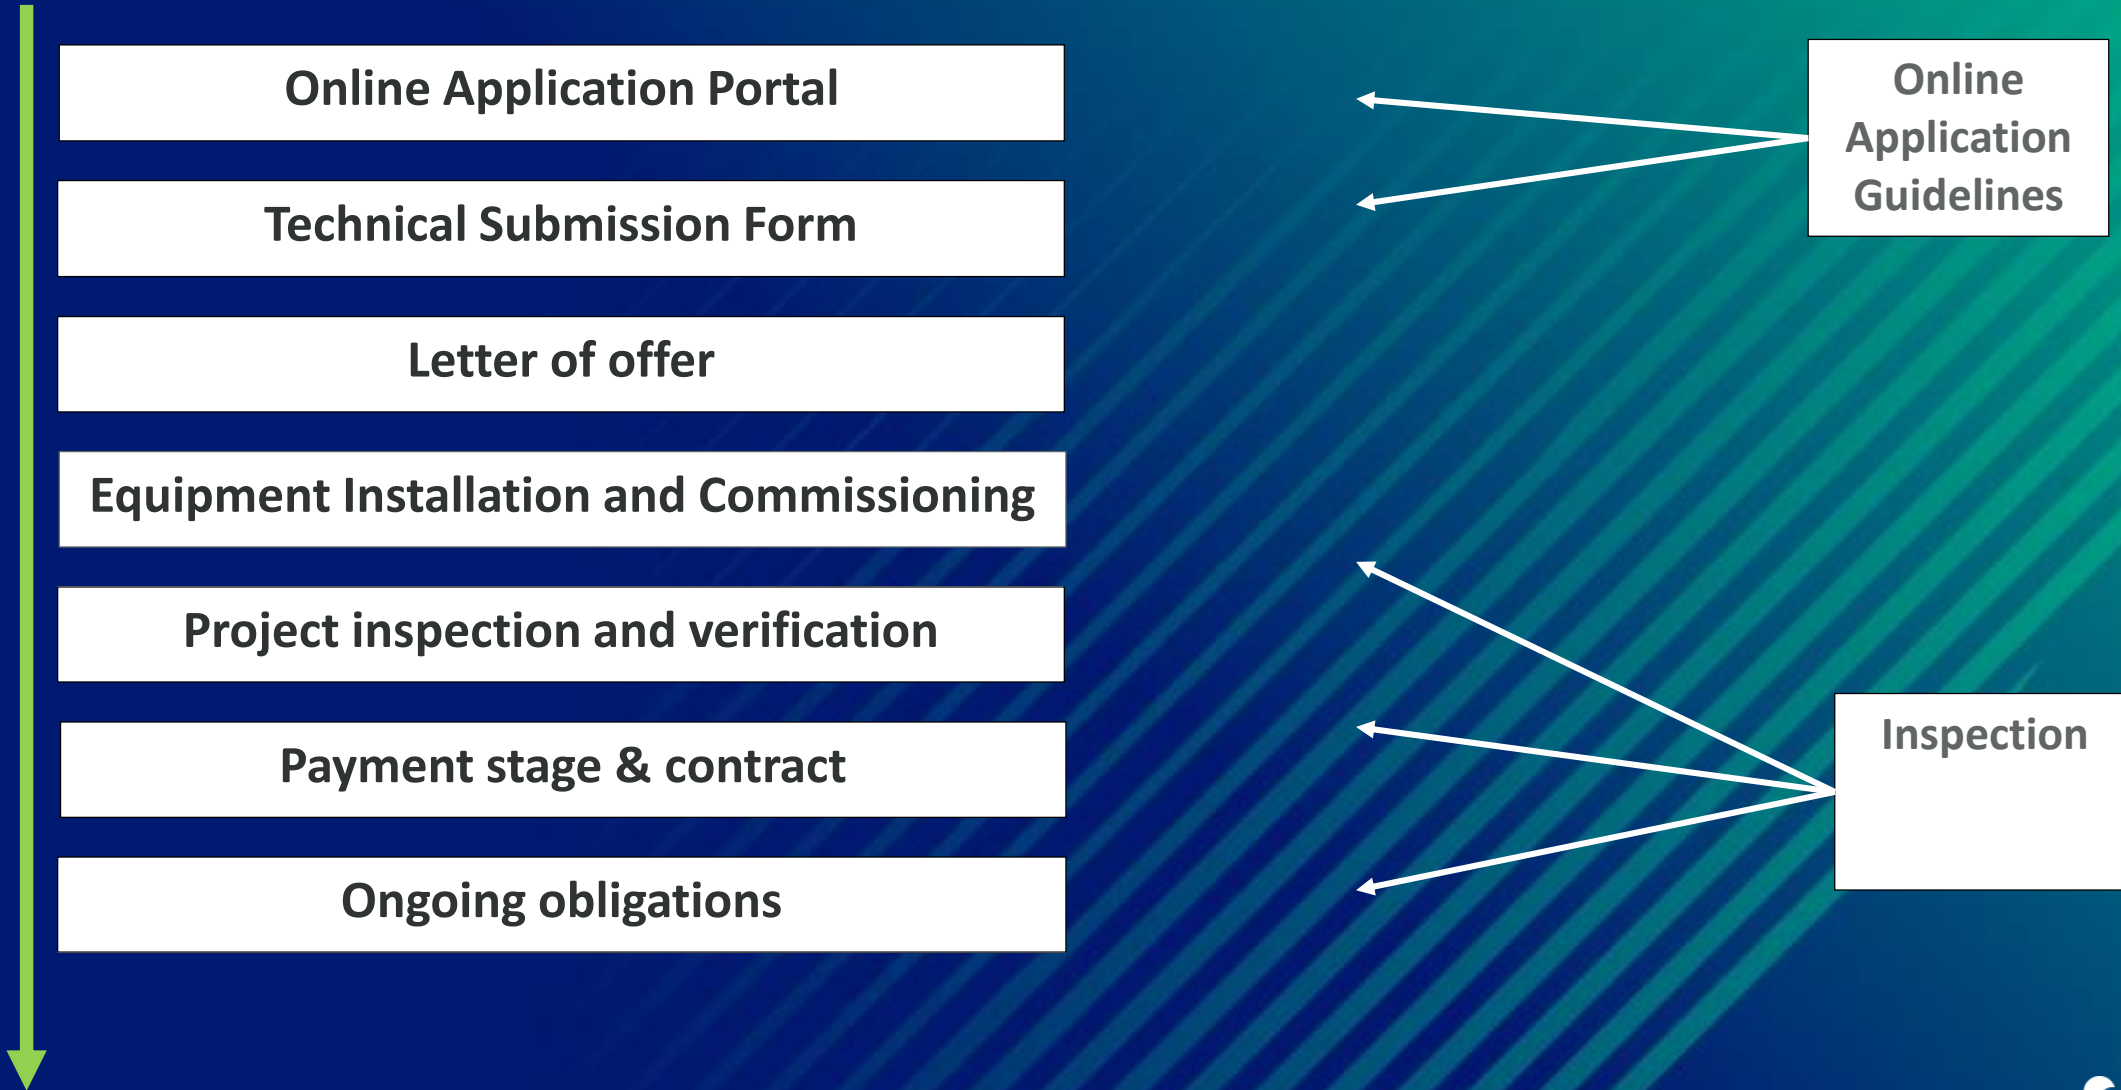 Online Application Portal
Technical Submission Form
Letter of offer
Equipment Installation and Commissioning
Project inspection and verification
Payment stage & contract
Ongoing obligations
Online
Application
Guidelines
Inspection